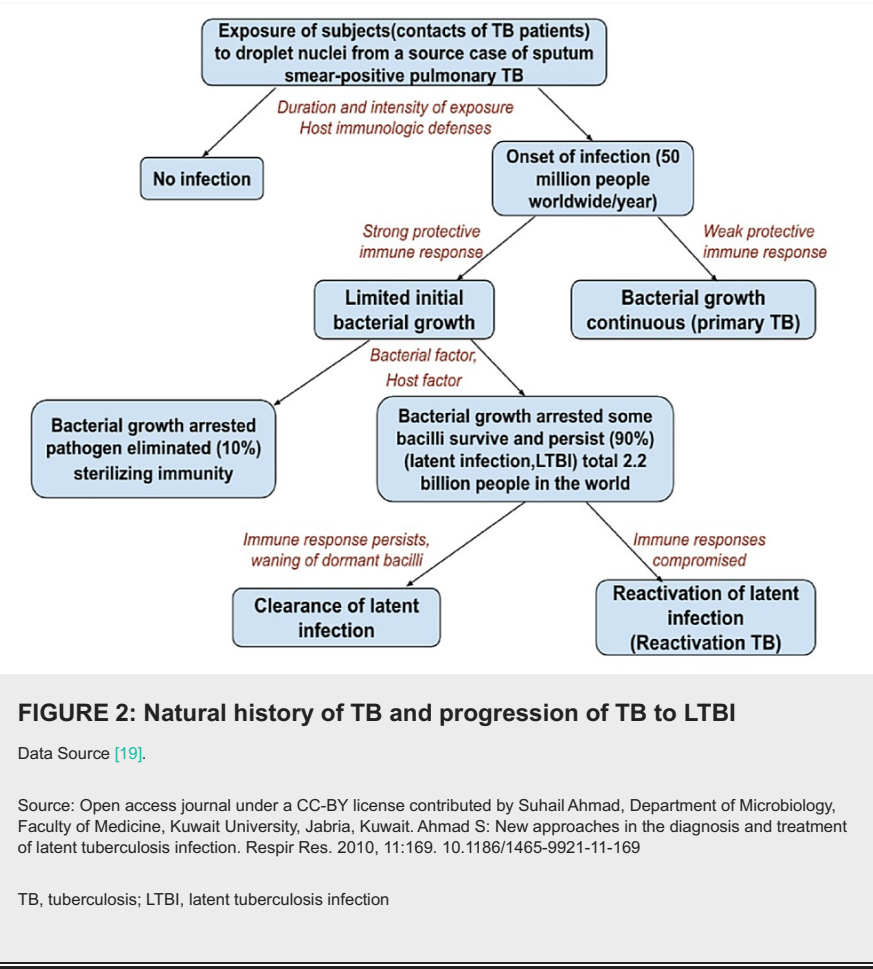 Exposure of subjects(contacts of TB patients)
to droplet nuclei from a source case of sputum
smear-positive pulmonary TB
Duration and intensity of exposure
Host immunologic defenses
No infection
Onset of infection (50
million people
worldwide/year)
Strong protective
immune response
Weak protective
immune response
Limited initial
bacterial growth
Bacterial growth
continuous (primary TB)
Bacterial factor,
Host factor
Bacterial growth arrested
pathogen eliminated (10%)
sterilizing immunity
Bacterial growth arrested some
bacilli survive and persist (90%)
(latent infection,LTBI) total 2.2
billion people in the world
Immune response persists,
waning of dormant bacilli
Immune responses
compromised
Clearance of latent
infection
Reactivation of latent
infection
(Reactivation TB)
FIGURE 2: Natural history of TB and progression of TB to LTBI
Data Source [19].
Source: Open access journal under a CC-BY license contributed by Suhail Ahmad, Department of Microbiology,
Faculty of Medicine, Kuwait University, Jabria, Kuwait. Ahmad S: New approaches in the diagnosis and treatment
of latent tuberculosis infection. Respir Res. 2010, 11:169. 10.1186/1465-9921-11-169
TB, tuberculosis; LTBI, latent tuberculosis infection